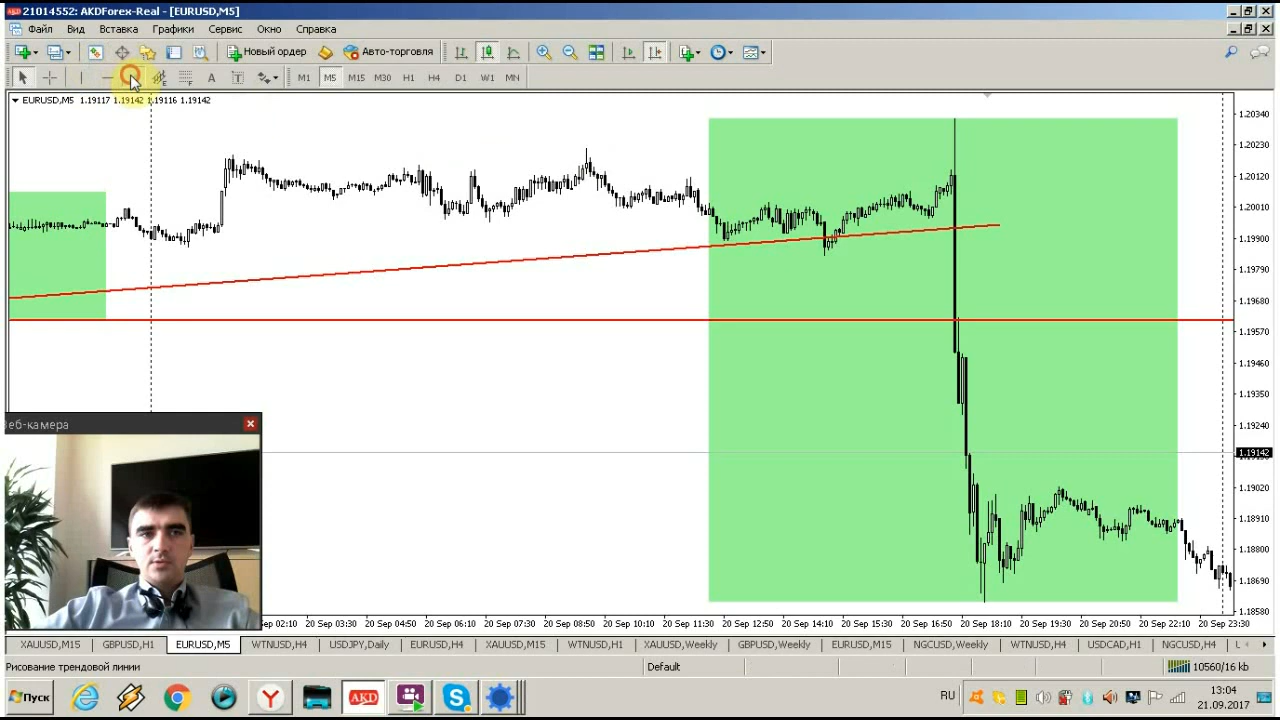 21014552: AKDForex-Real - [EURUSD,M5]
Файл Вид Вставка Графики Сервис Окно Справка
Новый ордер Авто-торговля
A T M1 M5 M15 M30 H1 H4 D1 W1 MN
EURUSD,M5 1.19117 1.19142 1.19116 1.19142
1.20340
1.20230
1.20120
1.20010
1.19900
1.19790
1.19680
1.19570
1.19460
1.19350
1.19240
1.19142
1.19020
1.18910
1.18800
1.18690
1.18580
еб-камера
02:10 20 Sep 03:30 20 Sep 04:50 20 Sep 06:10 20 Sep 07:30 20 Sep 08:50 20 Sep 10:10 20 Sep 11:30 20 Sep 12:50 20 Sep 14:10 20 Sep 15:30 20 Sep 16:50 20 Sep 18:10 20 Sep 19:30 20 Sep 20:50 20 Sep 22:10 20 Sep 23:30
XAUUSD,M15 GBPUSD,H1 EURUSD,M5 WTNUSD,H4 USDJPY,Daily EURUSD,H4 XAUUSD,M15 WTNUSD,H1 XAUUSD,Weekly GBPUSD,Weekly EURUSD,M15 NGCUSD,Weekly WTNUSD,H4 USDCAD,H1 NGCUSD,H4
Рисование трендовой линии Default 10560/16 kb
Пуск AKD RU 13:04
21.09.2017